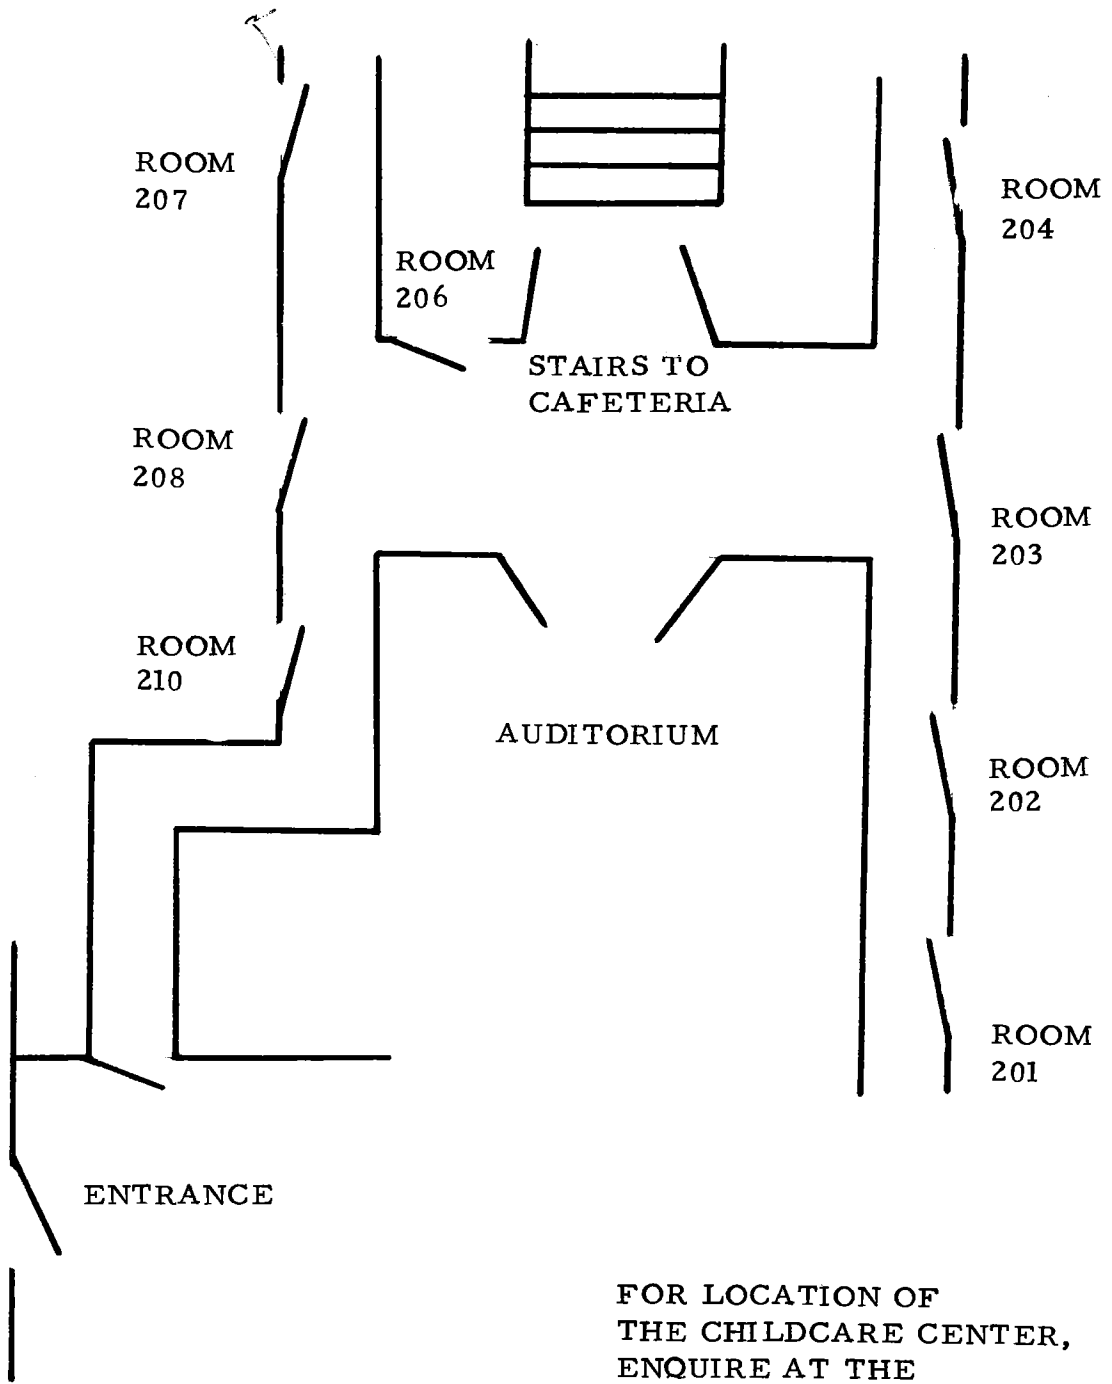 ROOM
207
ROOM
204
ROOM
206
STAIRS TO
CAFETERIA
ROOM
208
ROOM
203
ROOM
210
AUDITORIUM
ROOM
202
ROOM
201
ENTRANCE
FOR LOCATION OF
THE CHILDCARE CENTER,
ENQUIRE AT THE